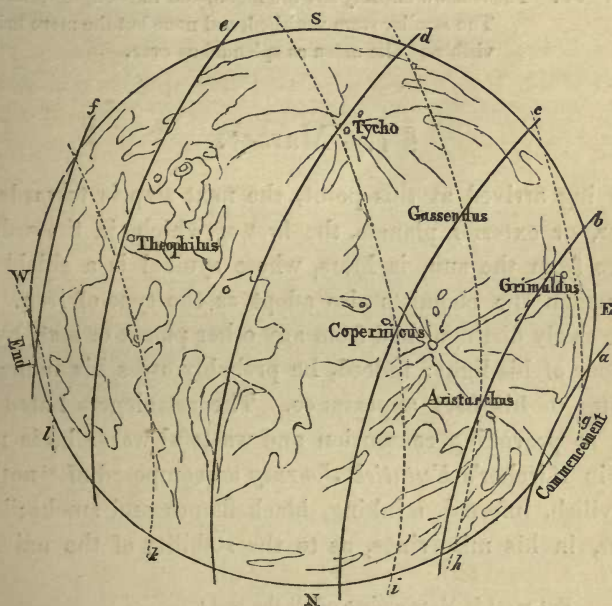 S
e
d
f
c
Tycho
b
Gassendus
Theophilus
W
Grimaldus
E
Copernicus
a
End
Aristarchus
Commencement
l
k
i
h
N